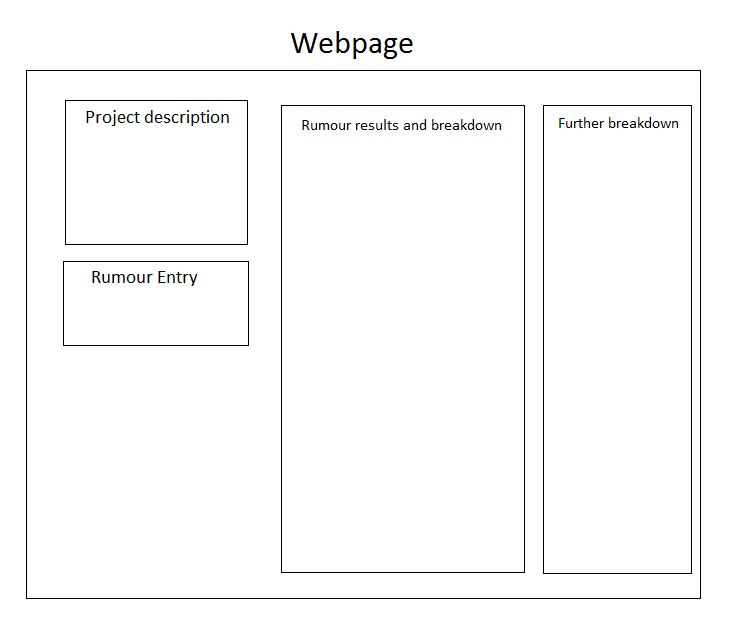 Webpage
Project description
Rumour Entry
Rumour results and breakdown
Further breakdown